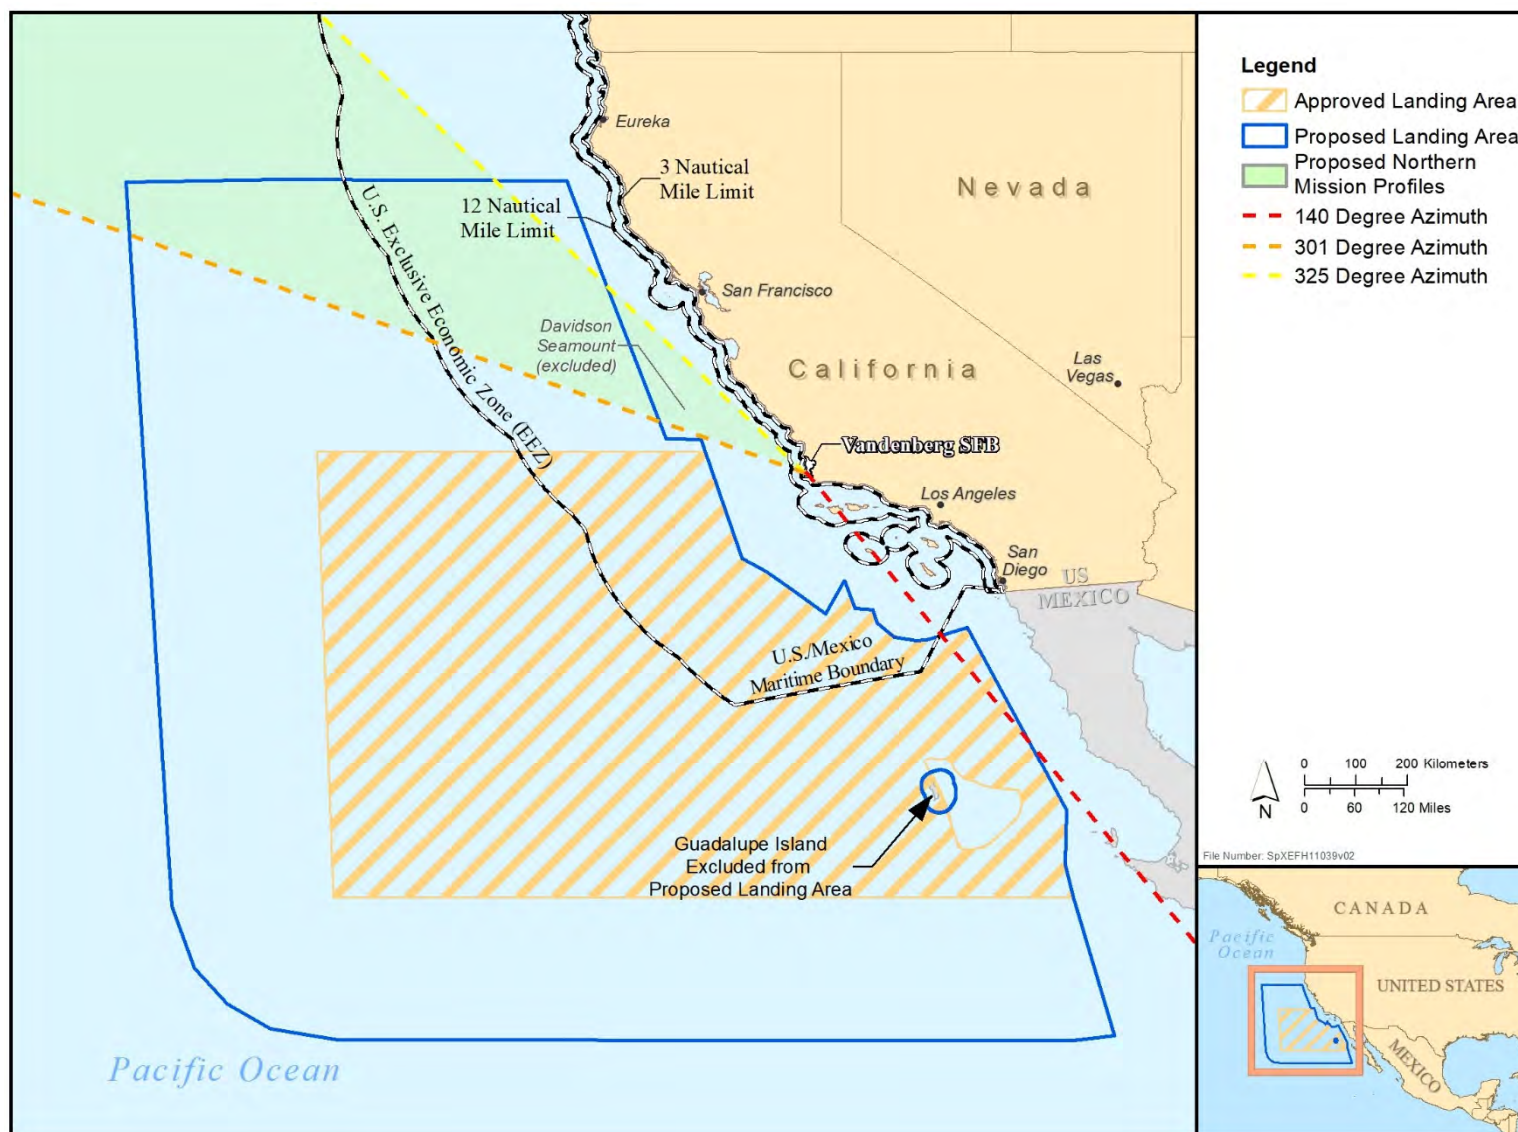 Eureka
3 Nautical
Mile Limit
12 Nautical
Mile Limit
Nevada
U.S. Exclusive Economic Zone (EEZ)
San Francisco
Davidson
Seamount
(excluded)
California
Las
Vegas
Vandenberg SFB
Los Angeles
San
Diego
US
MEXICO
U.S./Mexico
Maritime Boundary
Guadalupe Island
Excluded from
Proposed Landing Area
Pacific Ocean
Legend
Approved Landing Area
Proposed Landing Area
Proposed Northern
Mission Profiles
140 Degree Azimuth
301 Degree Azimuth
325 Degree Azimuth
N
0 100 200 Kilometers
0 60 120 Miles
File Number: SpXEFH11039v02
CANADA
Pacific
Ocean
UNITED STATES
MEXICO